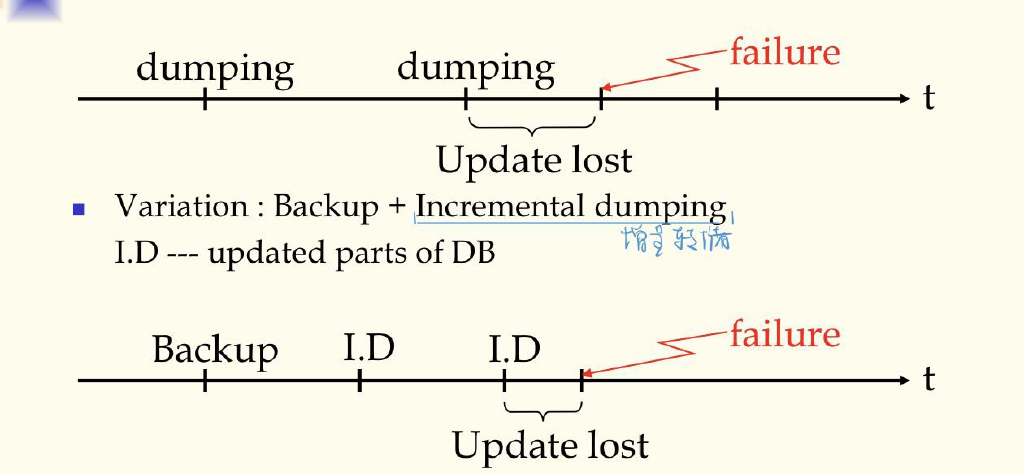 failure
dumping dumping
t
Update lost
Variation : Backup + Incremental dumping
增量转储
I.D --- updated parts of DB
failure
Backup I.D I.D
t
Update lost